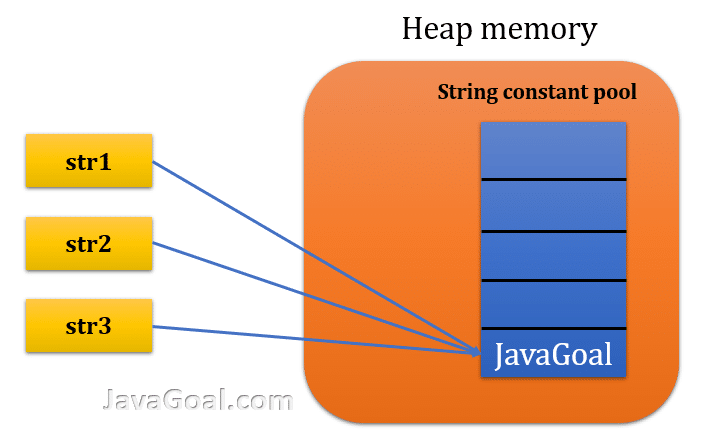 Heap memory
String constant pool
str1
str2
str3
JavaGoal
JavaGoal.com